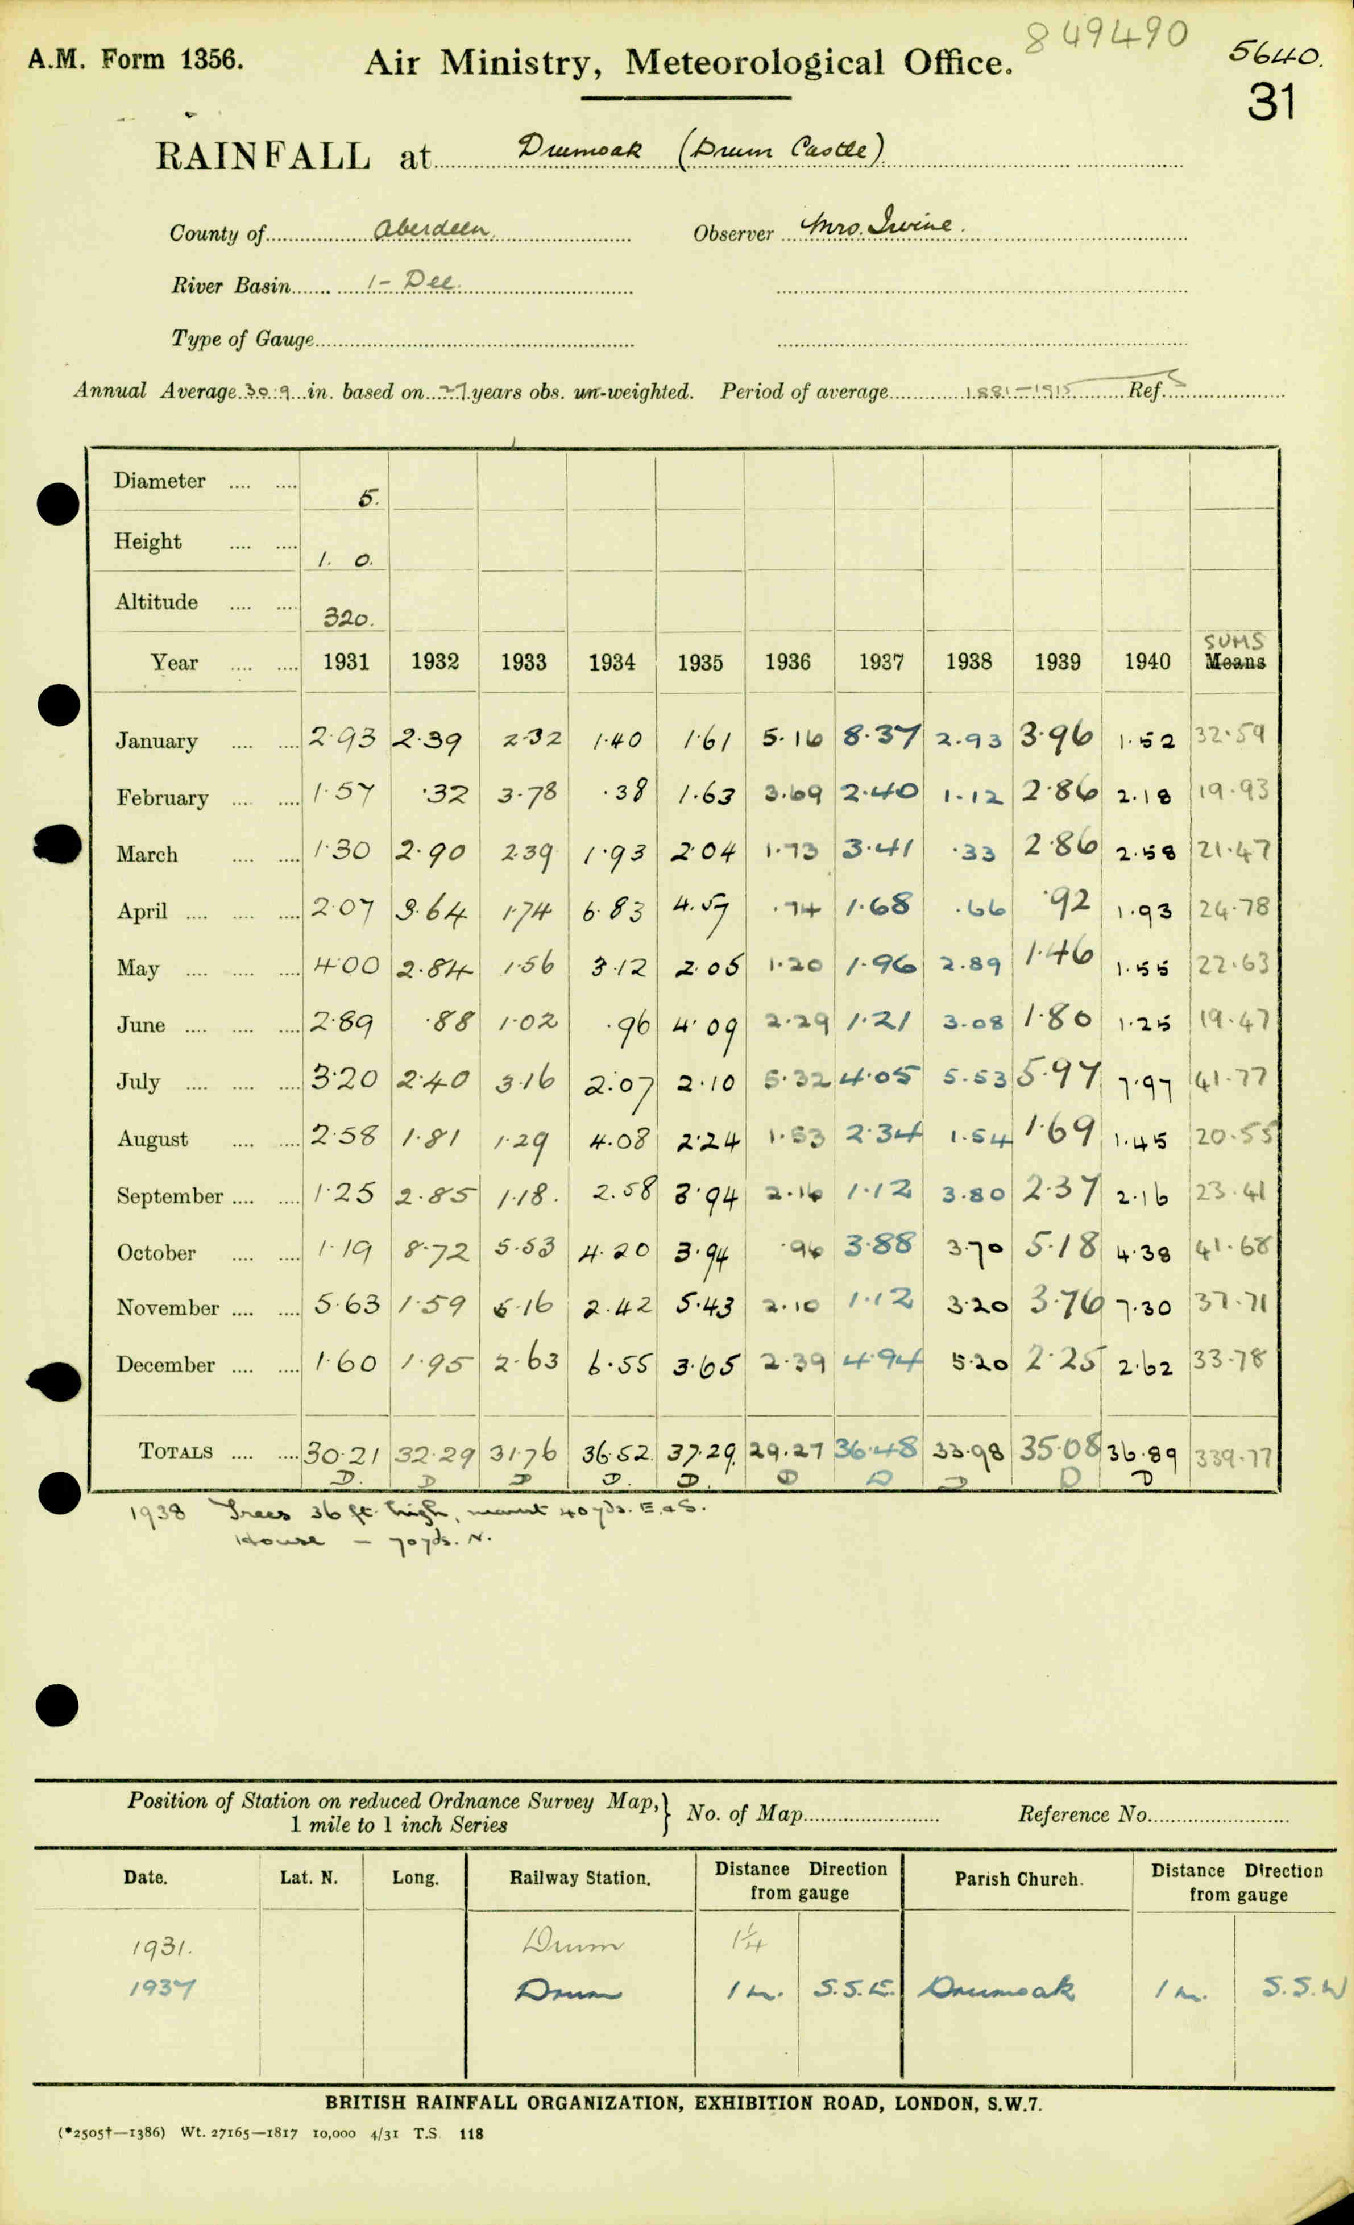 849490
A.M. Form 1356. Air Ministry, Meteorological Office. 5640.
31
RAINFALL at Drumoak (Drum Castle)
County of Aberdeen. Observer Mrs. Irvine.
River Basin 1 - Dee.
Type of Gauge
Annual Average 30.9 in. based on 27 years obs. un-weighted. Period of average 1881-1915 Ref. S
Diameter 5.
Height 1. 0.
Altitude 320.
SUMS
Year 1931 1932 1933 1934 1935 1936 1937 1938 1939 1940 Means
January 2.93 2.39 2.32 1.40 1.61 5.16 8.37 2.93 3.96 1.52 32.59
February 1.57 .32 3.78 .38 1.63 3.69 2.40 1.12 2.86 2.18 19.93
March 1.30 2.90 2.39 1.93 2.04 1.73 3.41 .33 2.86 2.58 21.47
April 2.07 3.64 1.74 6.83 4.57 .74 1.68 .66 .92 1.93 24.78
May 4.00 2.84 1.56 3.12 2.05 1.20 1.96 2.89 1.46 1.55 22.63
June 2.89 .88 1.02 .96 4.09 2.29 1.21 3.08 1.80 1.25 19.47
July 3.20 2.40 3.16 2.07 2.10 5.32 4.05 5.53 5.97 7.97 41.77
August 2.58 1.81 1.29 4.08 2.24 1.53 2.34 1.54 1.69 1.45 20.55
September 1.25 2.85 1.18. 2.58 3.94 2.16 1.12 3.80 2.37 2.16 23.41
October 1.19 8.72 5.53 4.20 3.94 .96 3.88 3.70 5.18 4.38 41.68
November 5.63 1.59 5.16 2.42 5.43 2.10 1.12 3.20 3.76 7.30 37.71
December 1.60 1.95 2.63 6.55 3.65 2.39 4.94 5.20 2.25 2.62 33.78
TOTALS 30.21 32.29 31.76 36.52 37.29. 29.27 36.48 33.98 35.08 36.89 339.77
D. D D D. D. D D D D D
1938 Trees 36 ft. high, nearest 40 yds. E & S.
House - 70 yds. N.
Position of Station on reduced Ordnance Survey Map, } No. of Map Reference No.
1 mile to 1 inch Series
Date. Lat. N. Long. Railway Station. Distance Direction from gauge Parish Church. Distance Direction from gauge
1931. Drum 1¼
1937 Drum 1 m. S.S.E. Drumoak 1 m. S.S.W
BRITISH RAINFALL ORGANIZATION, EXHIBITION ROAD, LONDON, S.W.7.
(*2505†—1386) Wt. 27165—1817 10,000 4/31 T.S. 118